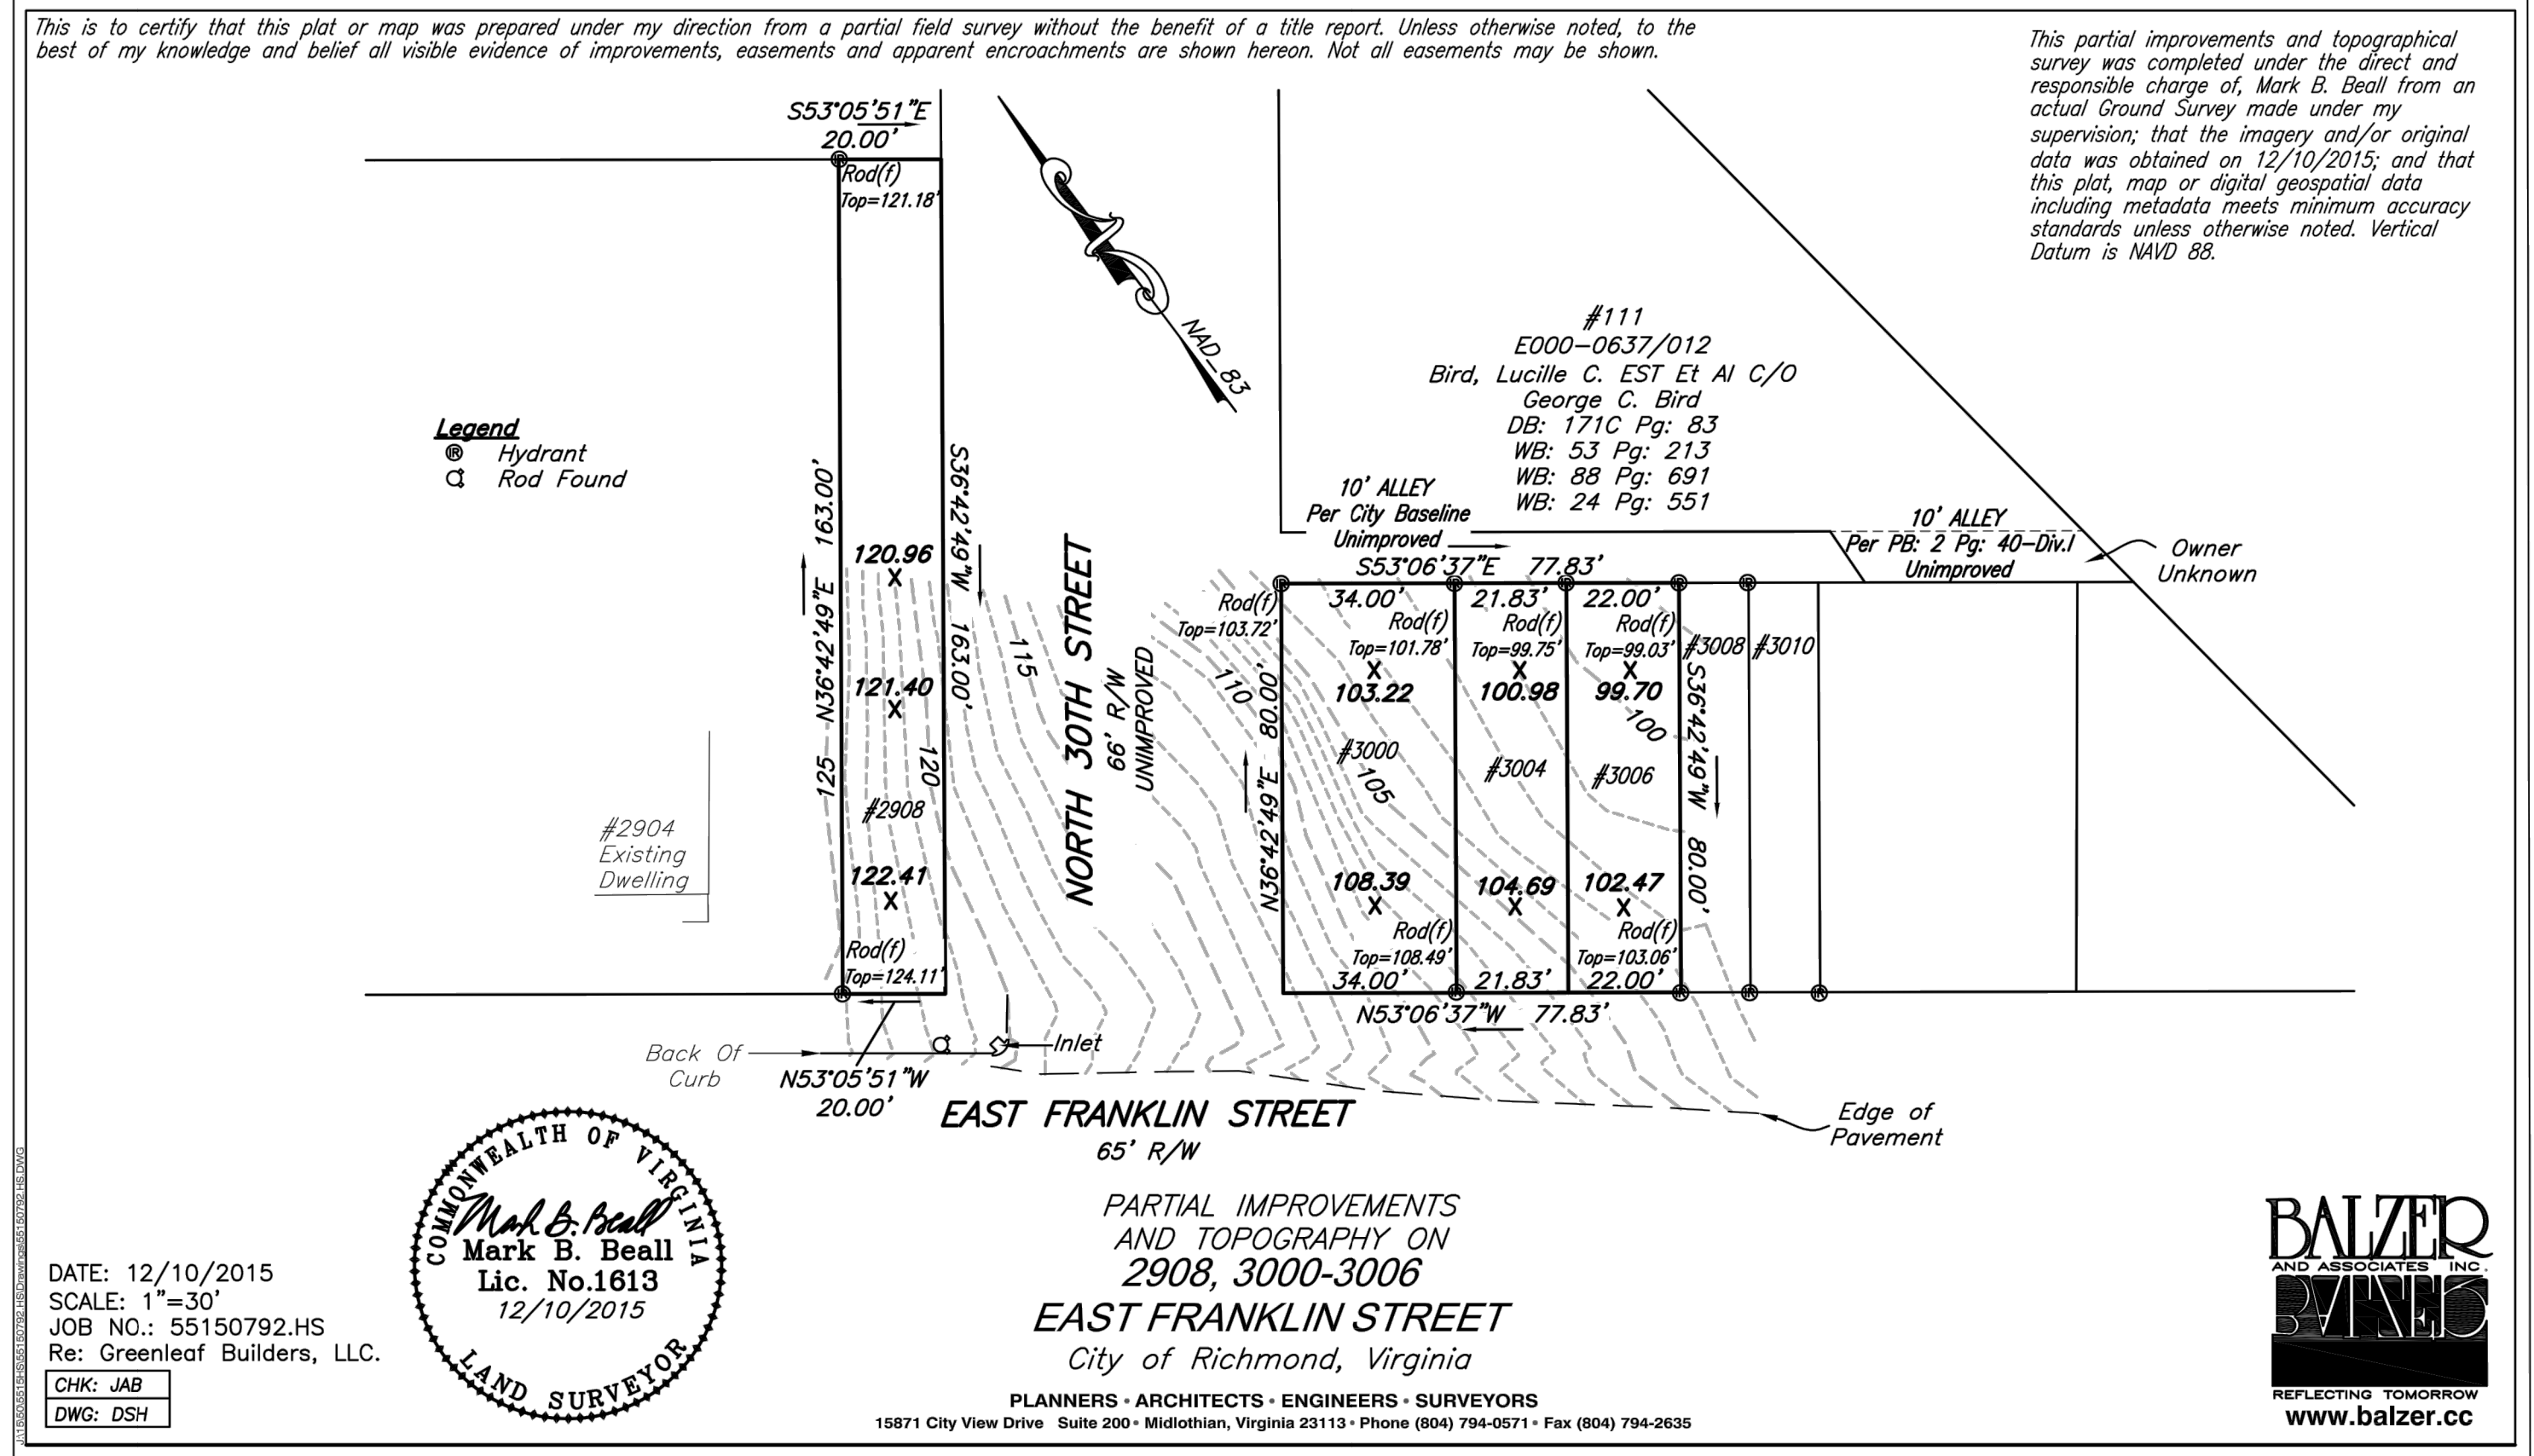 This is to certify that this plat or map was prepared under my direction from a partial field survey without the benefit of a title report. Unless otherwise noted, to the
best of my knowledge and belief all visible evidence of improvements, easements and apparent encroachments are shown hereon. Not all easements may be shown.
This partial improvements and topographical
survey was completed under the direct and
responsible charge of, Mark B. Beall from an
actual Ground Survey made under my
supervision; that the imagery and/or original
data was obtained on 12/10/2015; and that
this plat, map or digital geospatial data
including metadata meets minimum accuracy
standards unless otherwise noted. Vertical
Datum is NAVD 88.
S53°05'51"E
20.00'
Rod(f)
Top=121.18'
NAD_83
#111
E000-0637/012
Bird, Lucille C. EST Et Al C/O
George C. Bird
DB: 171C Pg: 83
WB: 53 Pg: 213
WB: 88 Pg: 691
WB: 24 Pg: 551
Legend
IR Hydrant
Rod Found
N36°42'49"E 163.00'
S36°42'49"W 163.00'
120.96
X
121.40
X
125
120
#2908
122.41
X
Rod(f)
Top=124.11'
#2904
Existing
Dwelling
115
NORTH 30TH STREET
66' R/W
UNIMPROVED
10' ALLEY
Per City Baseline
Unimproved
10' ALLEY
Per PB: 2 Pg: 40-Div.I
Unimproved
Owner
Unknown
S53°06'37"E 77.83'
34.00'
21.83'
22.00'
Rod(f)
Top=103.72'
Rod(f)
Top=101.78'
Rod(f)
Top=99.75'
Rod(f)
Top=99.03'
#3008
#3010
110
X
103.22
X
100.98
X
99.70
100
N36°42'49"E 80.00'
S36°42'49"W 80.00'
#3000
105
#3004
#3006
108.39
X
104.69
X
102.47
X
Rod(f)
Top=108.49'
Rod(f)
Top=103.06'
34.00'
21.83'
22.00'
N53°06'37"W 77.83'
Back Of
Curb
Inlet
N53°05'51"W
20.00'
EAST FRANKLIN STREET
65' R/W
Edge of
Pavement
COMMONWEALTH OF VIRGINIA
Mark B. Beall
Mark B. Beall
Lic. No.1613
12/10/2015
LAND SURVEYOR
PARTIAL IMPROVEMENTS
AND TOPOGRAPHY ON
2908, 3000-3006
EAST FRANKLIN STREET
City of Richmond, Virginia
PLANNERS • ARCHITECTS • ENGINEERS • SURVEYORS
15871 City View Drive Suite 200 • Midlothian, Virginia 23113 • Phone (804) 794-0571 • Fax (804) 794-2635
DATE: 12/10/2015
SCALE: 1"=30'
JOB NO.: 55150792.HS
Re: Greenleaf Builders, LLC.
CHK: JAB
DWG: DSH
BALZER
AND ASSOCIATES INC.
REFLECTING TOMORROW
www.balzer.cc